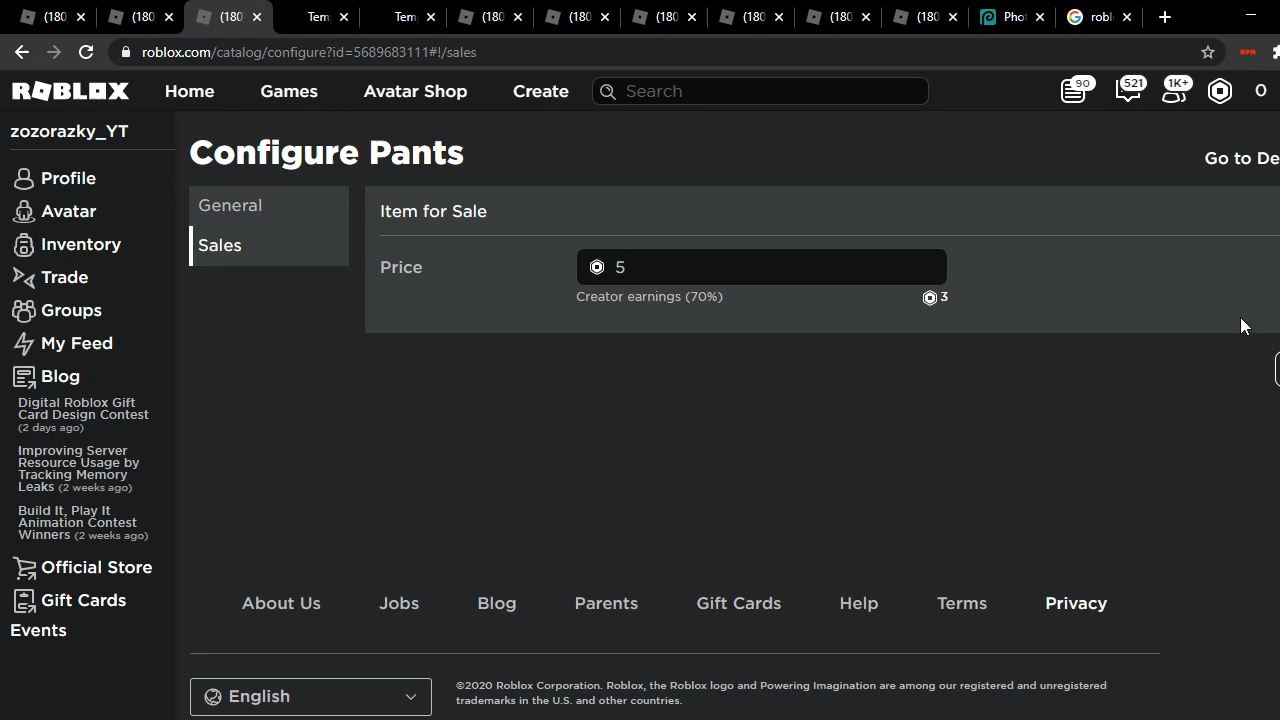 (180
(180
(180
Tem
Tem
(180
(180
(180
(180
(180
(180
Pho
robl
roblox.com/catalog/configure?id=5689683111#!/sales
ROBLOX
Home
Games
Avatar Shop
Create
Search
90
521
1K+
0
zozorazky_YT
Profile
Avatar
Inventory
Trade
Groups
My Feed
Blog
Digital Roblox Gift
Card Design Contest
(2 days ago)
Improving Server
Resource Usage by
Tracking Memory
Leaks (2 weeks ago)
Build It, Play It
Animation Contest
Winners (2 weeks ago)
Official Store
Gift Cards
Events
Configure Pants
Go to De
General
Sales
Item for Sale
Price
5
Creator earnings (70%)
3
About Us
Jobs
Blog
Parents
Gift Cards
Help
Terms
Privacy
English
©2020 Roblox Corporation. Roblox, the Roblox logo and Powering Imagination are among our registered and unregistered
trademarks in the U.S. and other countries.